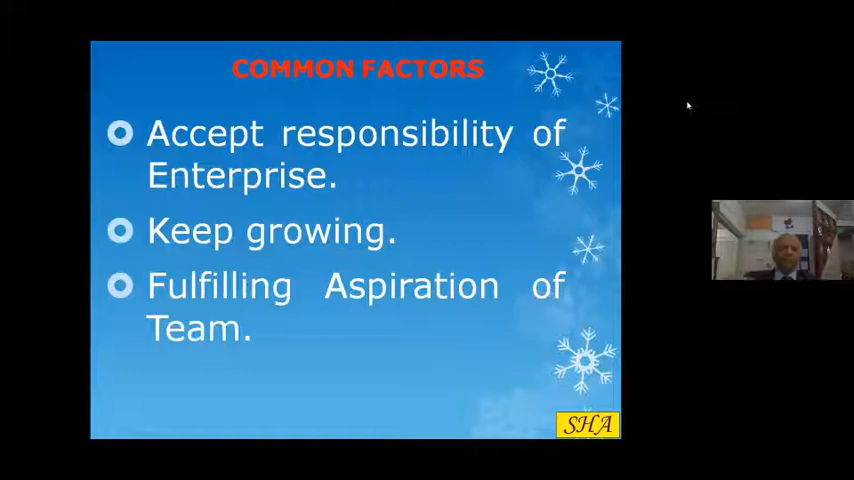 COMMON FACTORS
Accept responsibility of
Enterprise.
Keep growing.
Fulfilling Aspiration of
Team.
SHA